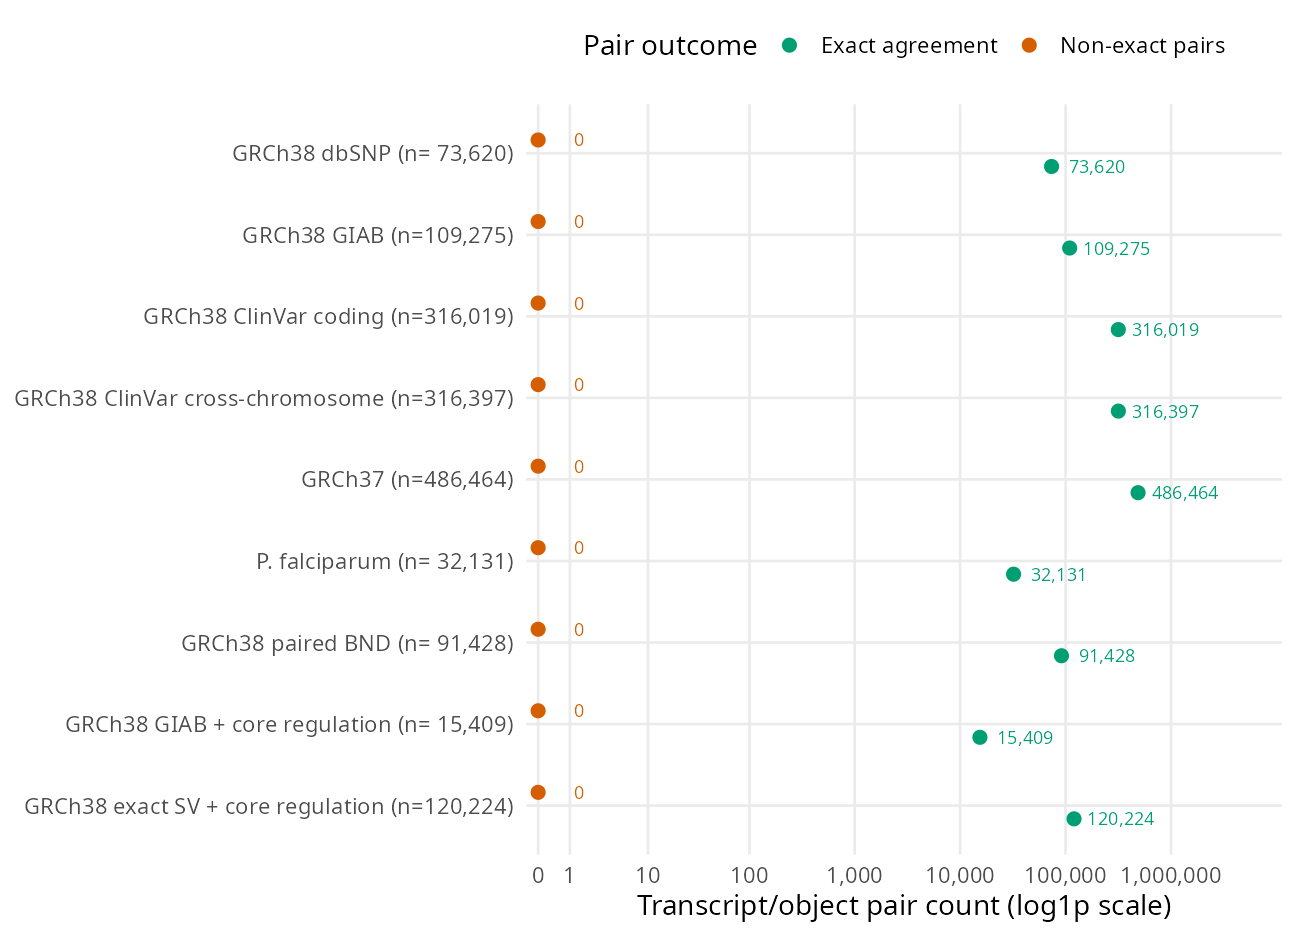 Pair outcome Exact agreement Non-exact pairs
GRCh38 dbSNP (n= 73,620) 0 73,620
GRCh38 GIAB (n=109,275) 0 109,275
GRCh38 ClinVar coding (n=316,019) 0 316,019
GRCh38 ClinVar cross-chromosome (n=316,397) 0 316,397
GRCh37 (n=486,464) 0 486,464
P. falciparum (n= 32,131) 0 32,131
GRCh38 paired BND (n= 91,428) 0 91,428
GRCh38 GIAB + core regulation (n= 15,409) 0 15,409
GRCh38 exact SV + core regulation (n=120,224) 0 120,224
0 1 10 100 1,000 10,000 100,000 1,000,000
Transcript/object pair count (log1p scale)